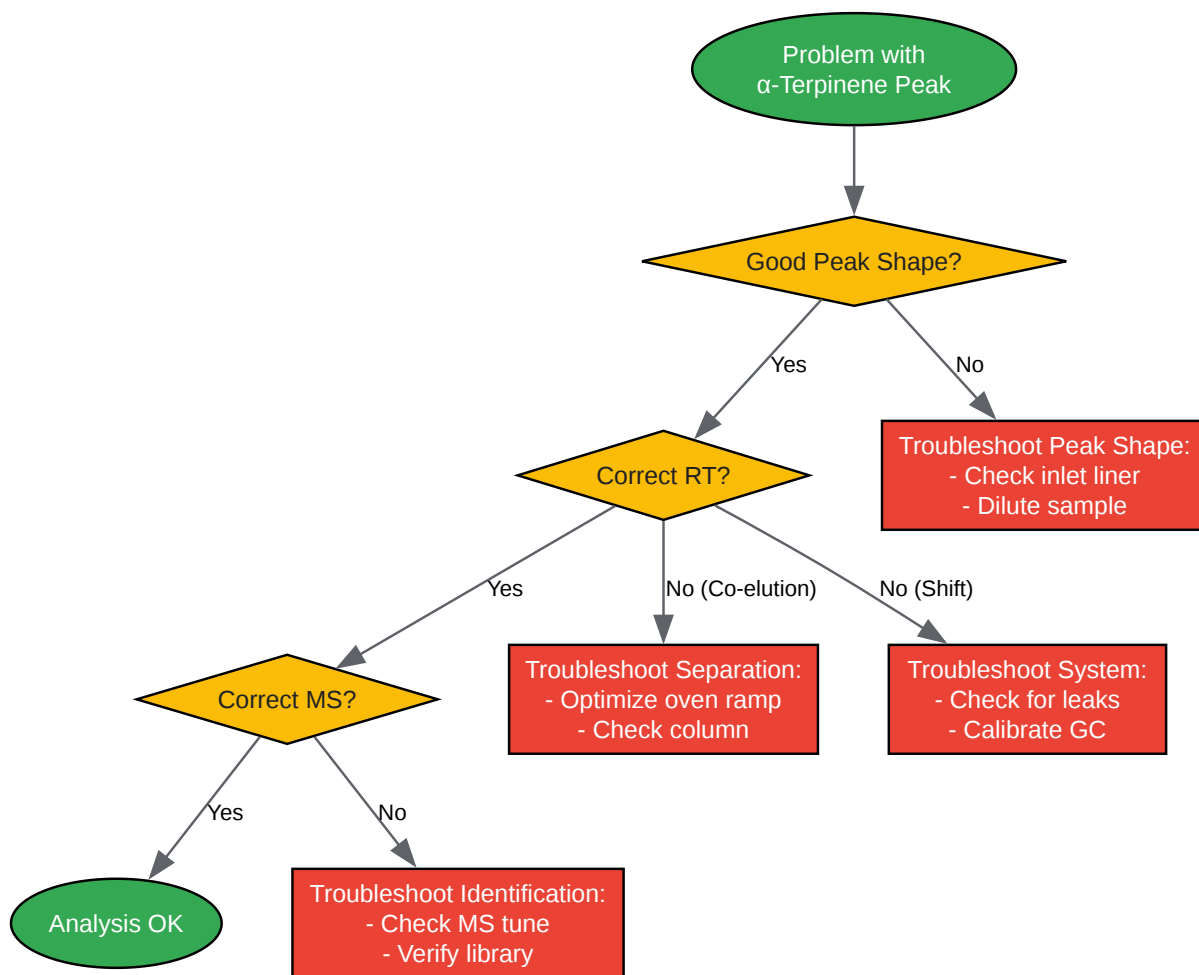 Problem with
α-Terpinene Peak
Good Peak Shape?
Yes
No
Troubleshoot Peak Shape:
- Check inlet liner
- Dilute sample
Correct RT?
Yes
No (Co-elution)
No (Shift)
Troubleshoot Separation:
- Optimize oven ramp
- Check column
Troubleshoot System:
- Check for leaks
- Calibrate GC
Correct MS?
Yes
No
Analysis OK
Troubleshoot Identification:
- Check MS tune
- Verify library